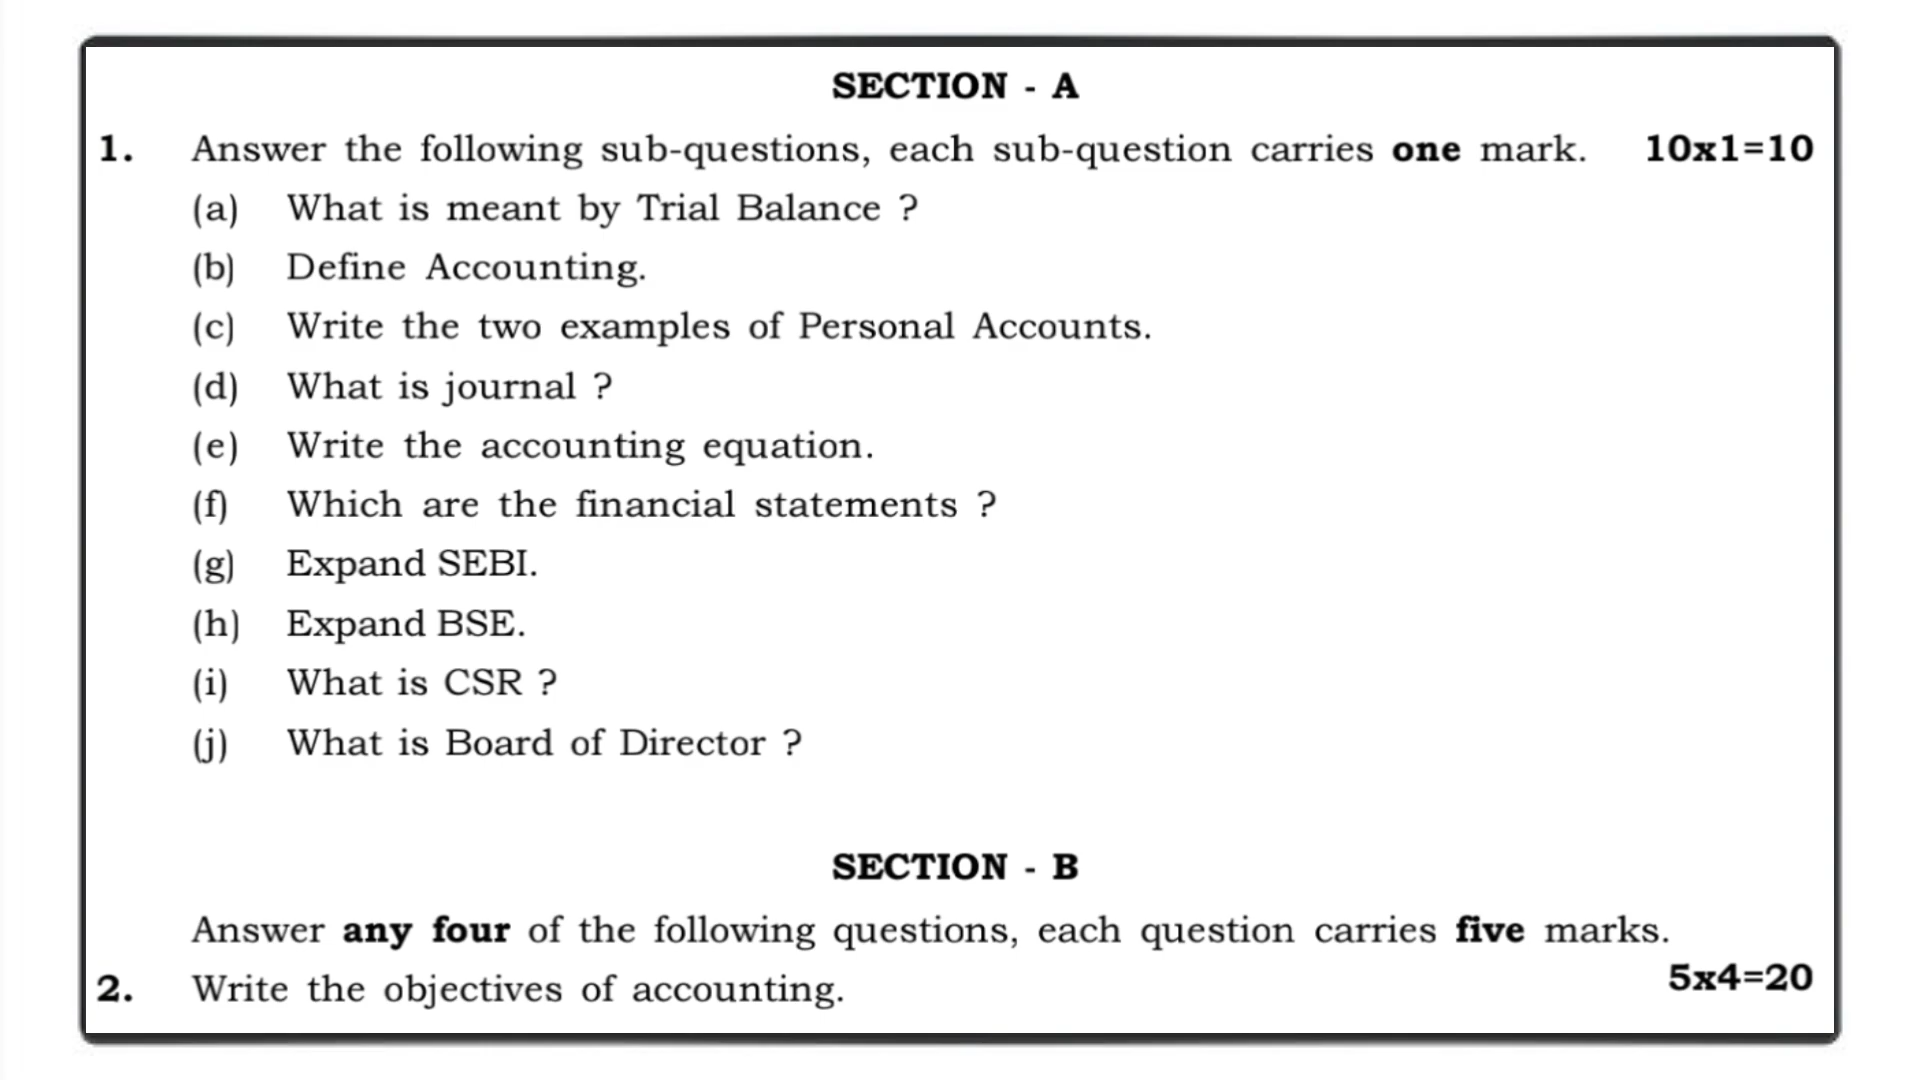 SECTION - A
1. Answer the following sub-questions, each sub-question carries one mark. 10x1=10
(a) What is meant by Trial Balance ?
(b) Define Accounting.
(c) Write the two examples of Personal Accounts.
(d) What is journal ?
(e) Write the accounting equation.
(f) Which are the financial statements ?
(g) Expand SEBI.
(h) Expand BSE.
(i) What is CSR ?
(j) What is Board of Director ?
SECTION - B
Answer any four of the following questions, each question carries five marks.
5x4=20
2. Write the objectives of accounting.